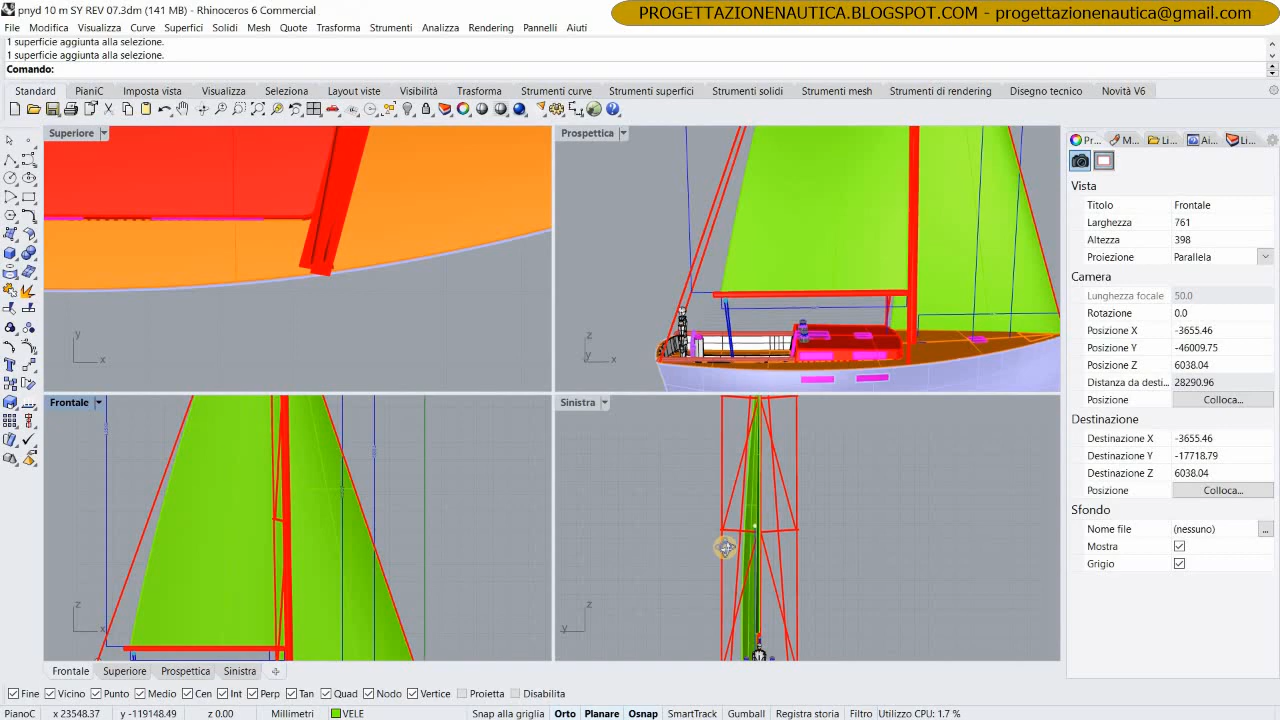 pnyd 10 m SY REV 07.3dm (141 MB) - Rhinoceros 6 Commercial
PROGETTAZIONENAUTICA.BLOGSPOT.COM - progettazionenautica@gmail.com
File Modifica Visualizza Curve Superfici Solidi Mesh Quote Trasforma Strumenti Analizza Rendering Pannelli Aiuti
1 superficie aggiunta alla selezione.
1 superficie aggiunta alla selezione.
Comando:
Standard PianiC Imposta vista Visualizza Selezione Layout viste Visibilità Trasforma Strumenti curve Strumenti superfici Strumenti solidi Strumenti mesh Strumenti di rendering Disegno tecnico Novità V6
Superiore
y
x
Prospettica
z
y
x
Frontale
z
x
Sinistra
z
y
Pr... M... Li... Ai... Li...
Vista
Titolo Frontale
Larghezza 761
Altezza 398
Proiezione Parallela
Camera
Lunghezza focale 50.0
Rotazione 0.0
Posizione X -3655.46
Posizione Y -46009.75
Posizione Z 6038.04
Distanza da desti... 28290.96
Posizione Colloca...
Destinazione
Destinazione X -3655.46
Destinazione Y -17718.79
Destinazione Z 6038.04
Posizione Colloca...
Sfondo
Nome file (nessuno) ...
Mostra
Grigio
Frontale Superiore Prospettica Sinistra
Fine Vicino Punto Medio Cen Int Perp Tan Quad Nodo Vertice Proietta Disabilita
PianoC x 23548.37 y -119148.49 z 0.00 Millimetri VELE Snap alla griglia Orto Planare Osnap SmartTrack Gumball Registra storia Filtro Utilizzo CPU: 1.7 %